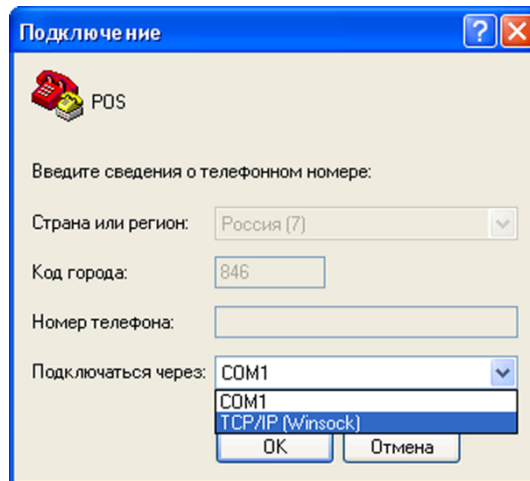 Подключение
POS
Введите сведения о телефонном номере:
Страна или регион: Россия (7)
Код города: 846
Номер телефона:
Подключаться через: COM1
COM1
TCP/IP (Winsock)
OK Отмена